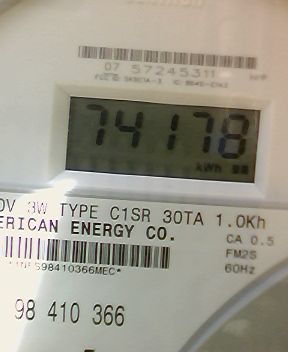 07 57245311
74178
kWh
0V 3W TYPE C1SR 30TA 1.0Kh
ERICAN ENERGY CO.
CA 0.5
FM2S
60Hz
98410366MEC*
98 410 366